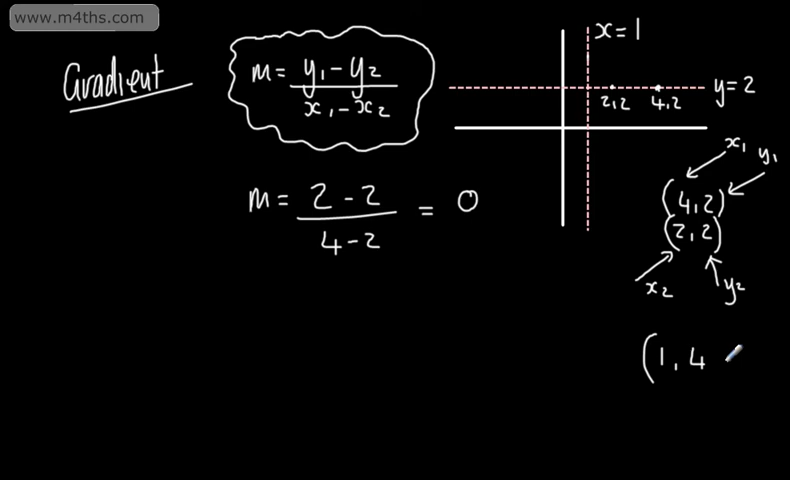 www.m4ths.com
Gradient
m = y₁ - y₂ / x₁ - x₂
x = 1
y = 2
2,2
4,2
m = 2 - 2 / 4 - 2 = 0
x₁
y₁
(4,2)
(2,2)
x₂
y₂
(1,4